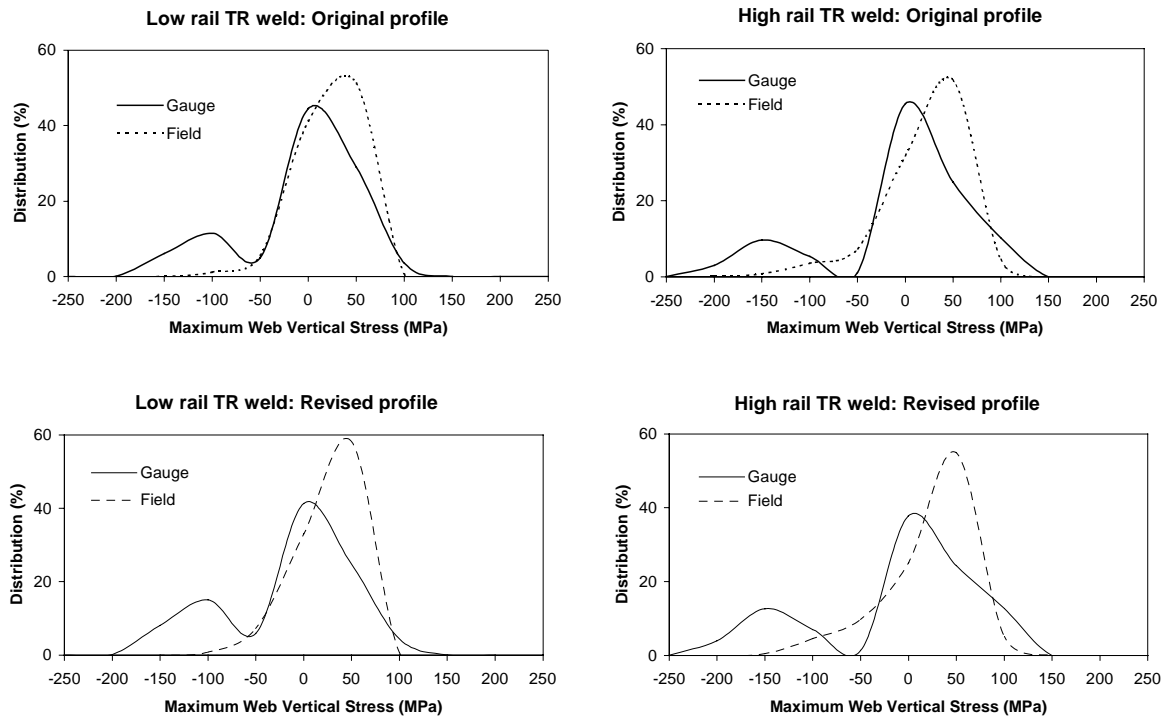 Low rail TR weld: Original profile
60
40
20
0
-250 -200 -150 -100 -50 0 50 100 150 200 250
Distribution (%)
Maximum Web Vertical Stress (MPa)
Gauge
Field
High rail TR weld: Original profile
60
40
20
0
-250 -200 -150 -100 -50 0 50 100 150 200 250
Distribution (%)
Maximum Web Vertical Stress (MPa)
Gauge
Field
Low rail TR weld: Revised profile
60
40
20
0
-250 -200 -150 -100 -50 0 50 100 150 200 250
Distribution (%)
Maximum Web Vertical Stress (MPa)
Gauge
Field
High rail TR weld: Revised profile
60
40
20
0
-250 -200 -150 -100 -50 0 50 100 150 200 250
Distribution (%)
Maximum Web Vertical Stress (MPa)
Gauge
Field